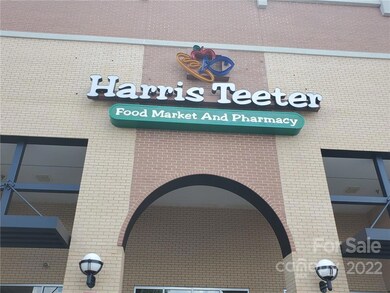 Harris Teeter
Food Market And Pharmacy
For Sale
2022